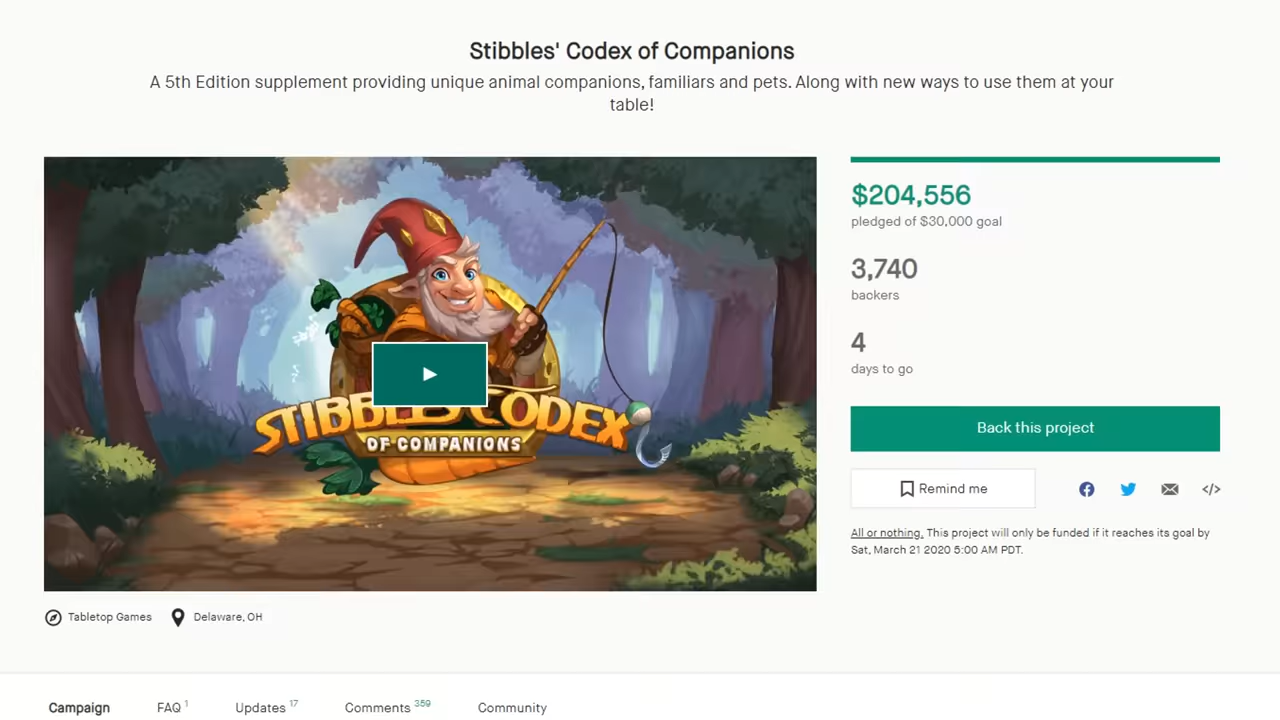 Stibbles' Codex of Companions
A 5th Edition supplement providing unique animal companions, familiars and pets. Along with new ways to use them at your
table!
STIBBLES CODEX
OF COMPANIONS
$204,556
pledged of $30,000 goal
3,740
backers
4
days to go
Back this project
Remind me
All or nothing. This project will only be funded if it reaches its goal by
Sat, March 21 2020 5:00 AM PDT.
Tabletop Games Delaware, OH
Campaign FAQ 1 Updates 17 Comments 359 Community